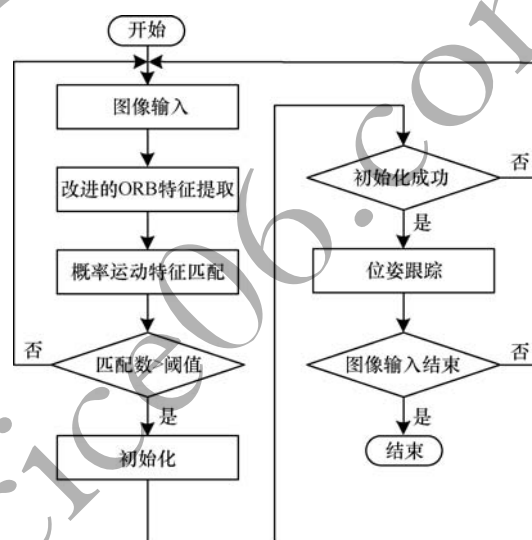 开始
图像输入
改进的ORB特征提取
概率运动特征匹配
否
匹配数>阈值
是
初始化
初始化成功
否
是
位姿跟踪
图像输入结束
否
是
结束